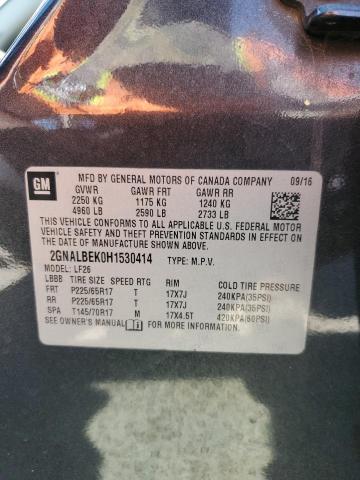 GM
MFD BY GENERAL MOTORS OF CANADA COMPANY 09/16
GVWR GAWR FRT GAWR RR
2250 KG 1175 KG 1240 KG
4960 LB 2590 LB 2733 LB
THIS VEHICLE CONFORMS TO ALL APPLICABLE U.S. FEDERAL MOTOR
VEHICLE SAFETY AND THEFT PREVENTION STANDARDS IN EFFECT ON
THE DATE OF MANUFACTURE SHOWN ABOVE.
2GNALBEK0H1530414 TYPE: M.P.V.
MODEL: LF26
LBBB TIRE SIZE SPEED RTG RIM COLD TIRE PRESSURE
FRT P225/65R17 T 17X7J 240KPA(35PSI)
RR P225/65R17 T 17X7J 240KPA(35PSI)
SPA T145/70R17 M 17X4.5T 420KPA(60PSI)
SEE OWNER'S MANUAL FOR MORE INFORMATION.